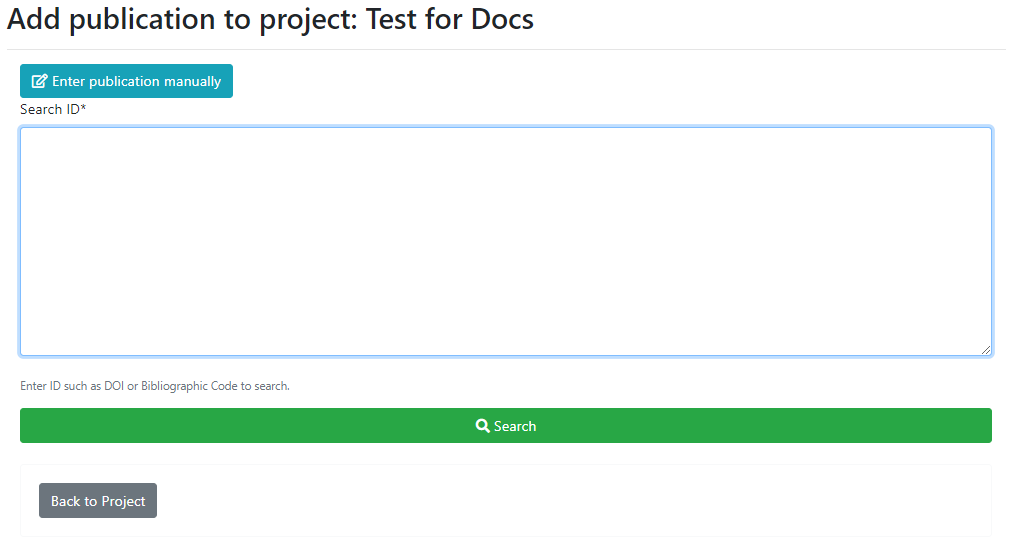 Add publication to project: Test for Docs
Enter publication manually
Search ID*
Enter ID such as DOI or Bibliographic Code to search.
Search
Back to Project